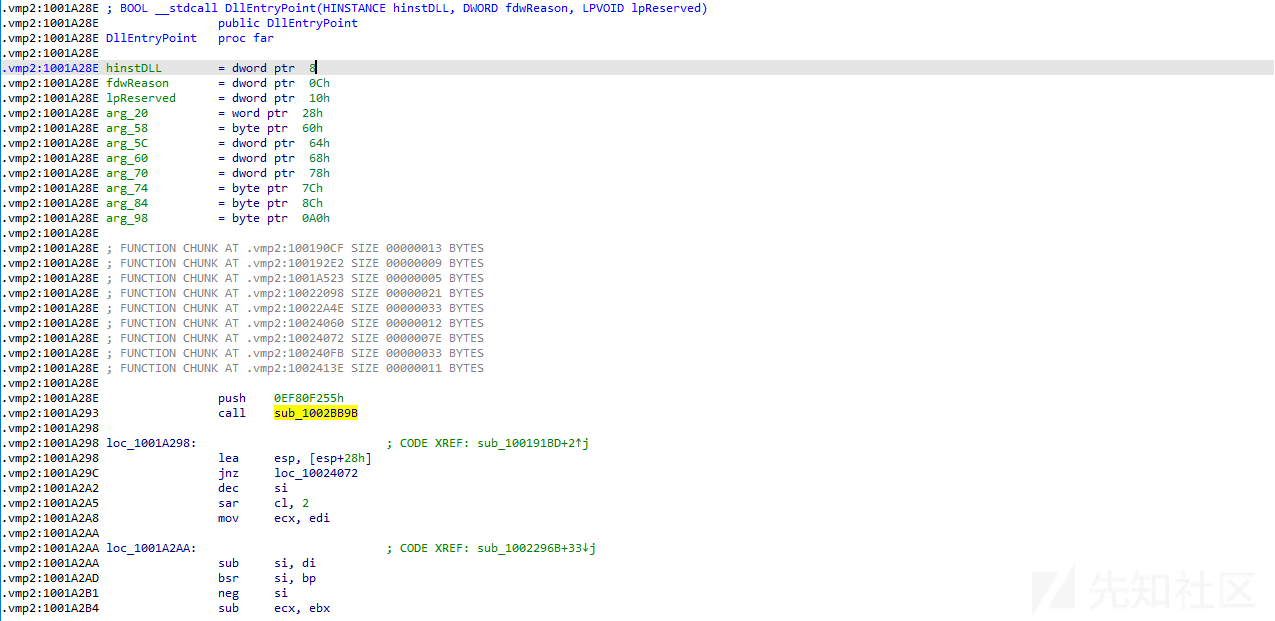 .vmp2:1001A28E ; BOOL __stdcall DllEntryPoint(HINSTANCE hinstDLL, DWORD fdwReason, LPVOID lpReserved)
.vmp2:1001A28E                 public DllEntryPoint
.vmp2:1001A28E DllEntryPoint   proc far
.vmp2:1001A28E
.vmp2:1001A28E hinstDLL        = dword ptr  8
.vmp2:1001A28E fdwReason       = dword ptr  0Ch
.vmp2:1001A28E lpReserved      = dword ptr  10h
.vmp2:1001A28E arg_20          = word ptr  28h
.vmp2:1001A28E arg_58          = byte ptr  60h
.vmp2:1001A28E arg_5C          = dword ptr  64h
.vmp2:1001A28E arg_60          = dword ptr  68h
.vmp2:1001A28E arg_70          = dword ptr  78h
.vmp2:1001A28E arg_74          = byte ptr  7Ch
.vmp2:1001A28E arg_84          = byte ptr  8Ch
.vmp2:1001A28E arg_98          = byte ptr  0A0h
.vmp2:1001A28E
.vmp2:1001A28E ; FUNCTION CHUNK AT .vmp2:100190CF SIZE 00000013 BYTES
.vmp2:1001A28E ; FUNCTION CHUNK AT .vmp2:100192E2 SIZE 00000009 BYTES
.vmp2:1001A28E ; FUNCTION CHUNK AT .vmp2:1001A523 SIZE 00000005 BYTES
.vmp2:1001A28E ; FUNCTION CHUNK AT .vmp2:10022098 SIZE 00000021 BYTES
.vmp2:1001A28E ; FUNCTION CHUNK AT .vmp2:10022A4E SIZE 00000033 BYTES
.vmp2:1001A28E ; FUNCTION CHUNK AT .vmp2:10024060 SIZE 00000012 BYTES
.vmp2:1001A28E ; FUNCTION CHUNK AT .vmp2:10024072 SIZE 0000007E BYTES
.vmp2:1001A28E ; FUNCTION CHUNK AT .vmp2:100240FB SIZE 00000033 BYTES
.vmp2:1001A28E ; FUNCTION CHUNK AT .vmp2:1002413E SIZE 00000011 BYTES
.vmp2:1001A28E
.vmp2:1001A28E                 push    0EF80F255h
.vmp2:1001A293                 call    sub_1002BB9B
.vmp2:1001A298
.vmp2:1001A298 loc_1001A298:                           ; CODE XREF: sub_100191BD+2↑j
.vmp2:1001A298                 lea     esp, [esp+28h]
.vmp2:1001A29C                 jnz     loc_10024072
.vmp2:1001A2A2                 dec     si
.vmp2:1001A2A5                 sar     cl, 2
.vmp2:1001A2A8                 mov     ecx, edi
.vmp2:1001A2AA
.vmp2:1001A2AA loc_1001A2AA:                           ; CODE XREF: sub_1002296B+33↓j
.vmp2:1001A2AA                 sub     si, di
.vmp2:1001A2AD                 bsr     si, bp
.vmp2:1001A2B1                 neg     si
.vmp2:1001A2B4                 sub     ecx, ebx
先知社区